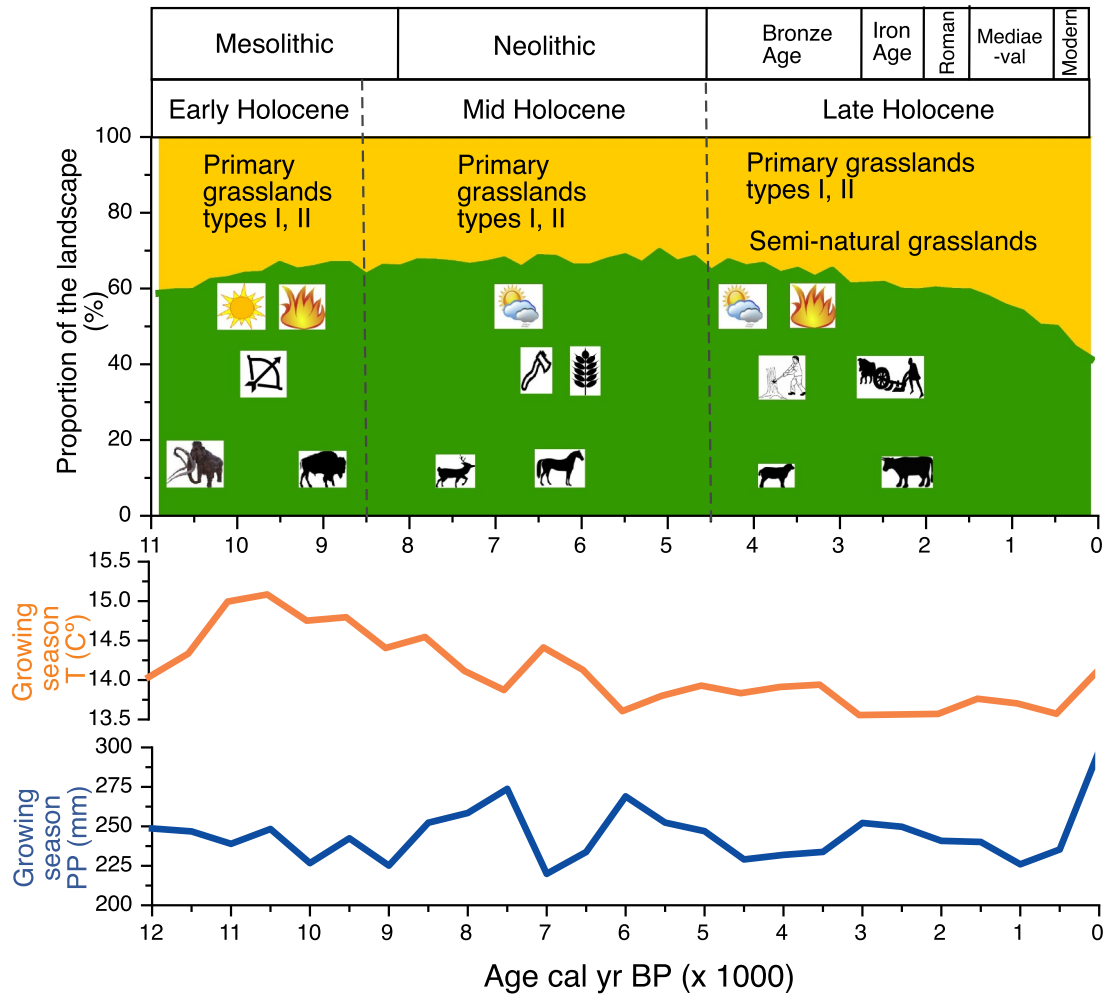 Mesolithic
Neolithic
Bronze
Age
Iron
Age
Roman
Mediae
-val
Modern
Early Holocene
Mid Holocene
Late Holocene
Proportion of the landscape
(%)
100
80
60
40
20
0
Primary
grasslands
types I, II
Primary
grasslands
types I, II
Primary grasslands
types I, II
Semi-natural grasslands
11 10 9 8 7 6 5 4 3 2 1 0
Growing
season
T (Cº)
15.5
15.0
14.5
14.0
13.5
Growing
season
PP (mm)
300
275
250
225
200
12 11 10 9 8 7 6 5 4 3 2 1 0
Age cal yr BP (x 1000)